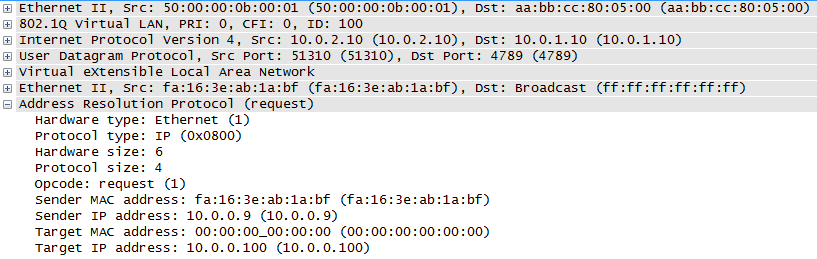 Ethernet II, Src: 50:00:00:0b:00:01 (50:00:00:0b:00:01), Dst: aa:bb:cc:80:05:00 (aa:bb:cc:80:05:00)
802.1Q Virtual LAN, PRI: 0, CFI: 0, ID: 100
Internet Protocol Version 4, Src: 10.0.2.10 (10.0.2.10), Dst: 10.0.1.10 (10.0.1.10)
User Datagram Protocol, Src Port: 51310 (51310), Dst Port: 4789 (4789)
Virtual eXtensible Local Area Network
Ethernet II, Src: fa:16:3e:ab:1a:bf (fa:16:3e:ab:1a:bf), Dst: Broadcast (ff:ff:ff:ff:ff:ff)
Address Resolution Protocol (request)
Hardware type: Ethernet (1)
Protocol type: IP (0x0800)
Hardware size: 6
Protocol size: 4
Opcode: request (1)
Sender MAC address: fa:16:3e:ab:1a:bf (fa:16:3e:ab:1a:bf)
Sender IP address: 10.0.0.9 (10.0.0.9)
Target MAC address: 00:00:00_00:00:00 (00:00:00:00:00:00)
Target IP address: 10.0.0.100 (10.0.0.100)